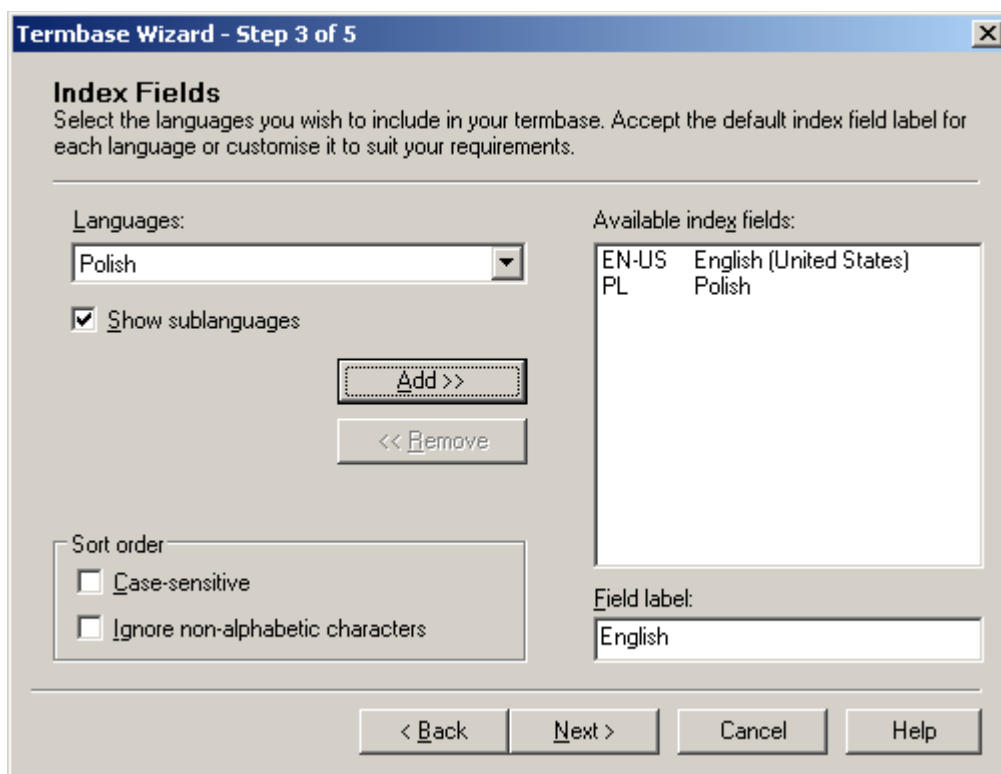 Termbase Wizard - Step 3 of 5
Index Fields
Select the languages you wish to include in your termbase. Accept the default index field label for
each language or customise it to suit your requirements.
Languages:
Polish
Show sublanguages
Add >>
<< Remove
Sort order
Case-sensitive
Ignore non-alphabetic characters
Available index fields:
EN-US English (United States)
PL Polish
Field label:
English
< Back Next > Cancel Help